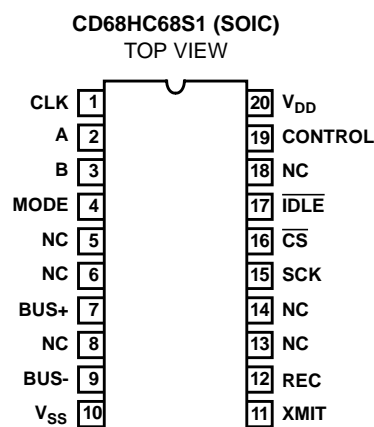 CD68HC68S1 (SOIC)
TOP VIEW
CLK 1 20 VDD
A 2 19 CONTROL
B 3 18 NC
MODE 4 17 IDLE
NC 5 16 CS
NC 6 15 SCK
BUS+ 7 14 NC
NC 8 13 NC
BUS- 9 12 REC
VSS 10 11 XMIT